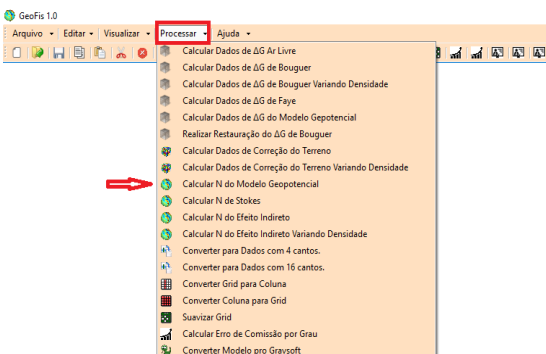 GeoFis 1.0
Arquivo Editar Visualizar Processar Ajuda
Calcular Dados de ΔG Ar Livre
Calcular Dados de ΔG de Bouguer
Calcular Dados de ΔG de Bouguer Variando Densidade
Calcular Dados de ΔG de Faye
Calcular Dados de ΔG do Modelo Gepotencial
Realizar Restauração do ΔG de Bouguer
Calcular Dados de Correção do Terreno
Calcular Dados de Correção do Terreno Variando Densidade
Calcular N do Modelo Geopotencial
Calcular N de Stokes
Calcular N do Efeito Indireto
Calcular N do Efeito Indireto Variando Densidade
Converter para Dados com 4 cantos.
Converter para Dados com 16 cantos.
Converter Grid para Coluna
Converter Coluna para Grid
Suavizar Grid
Calcular Erro de Comissão por Grau
Converter Modelo pro Graysoft